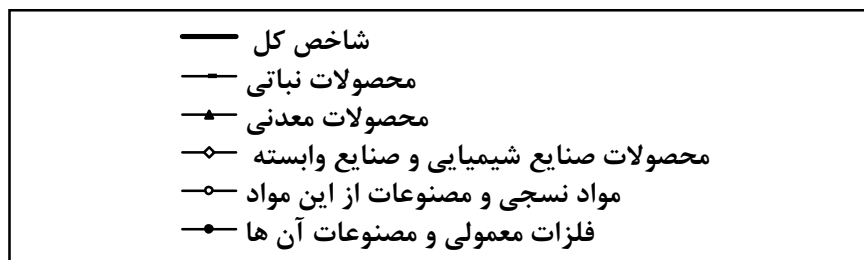 شاخص کل
محصولات نباتی
محصولات معدنی
محصولات صنایع شیمیایی و صنایع وابسته
مواد نسجی و مصنوعات از این مواد
فلزات معمولی و مصنوعات آن ها